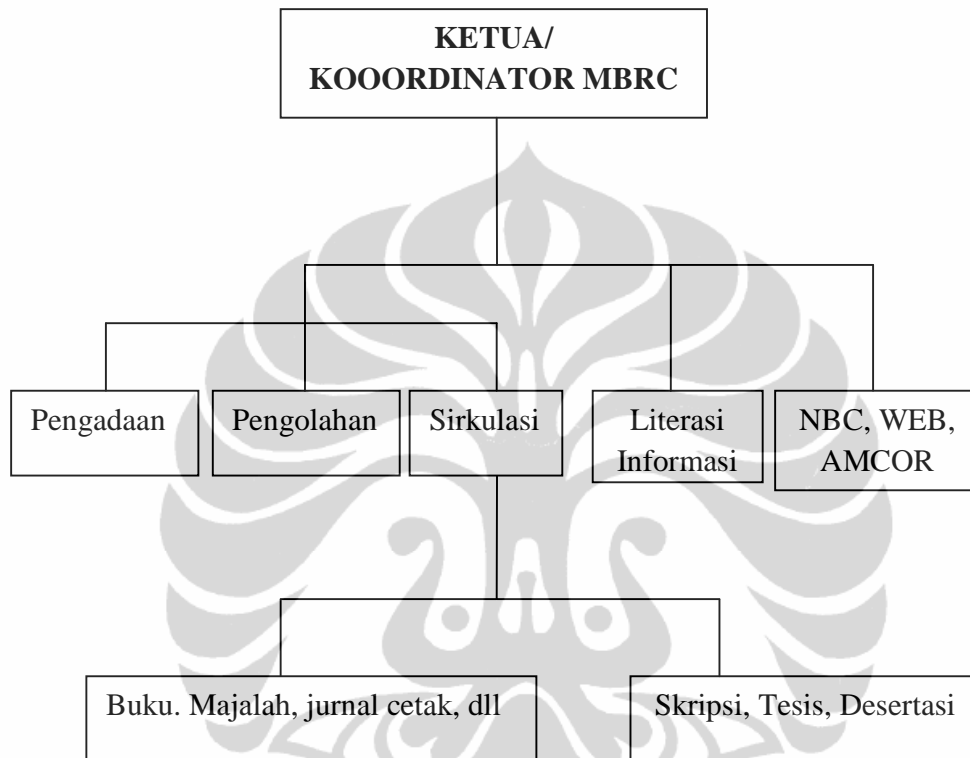 KETUA/
KOOORDINATOR MBRC
Pengadaan
Pengolahan
Sirkulasi
Literasi
Informasi
NBC, WEB,
AMCOR
Buku. Majalah, jurnal cetak, dll
Skripsi, Tesis, Desertasi